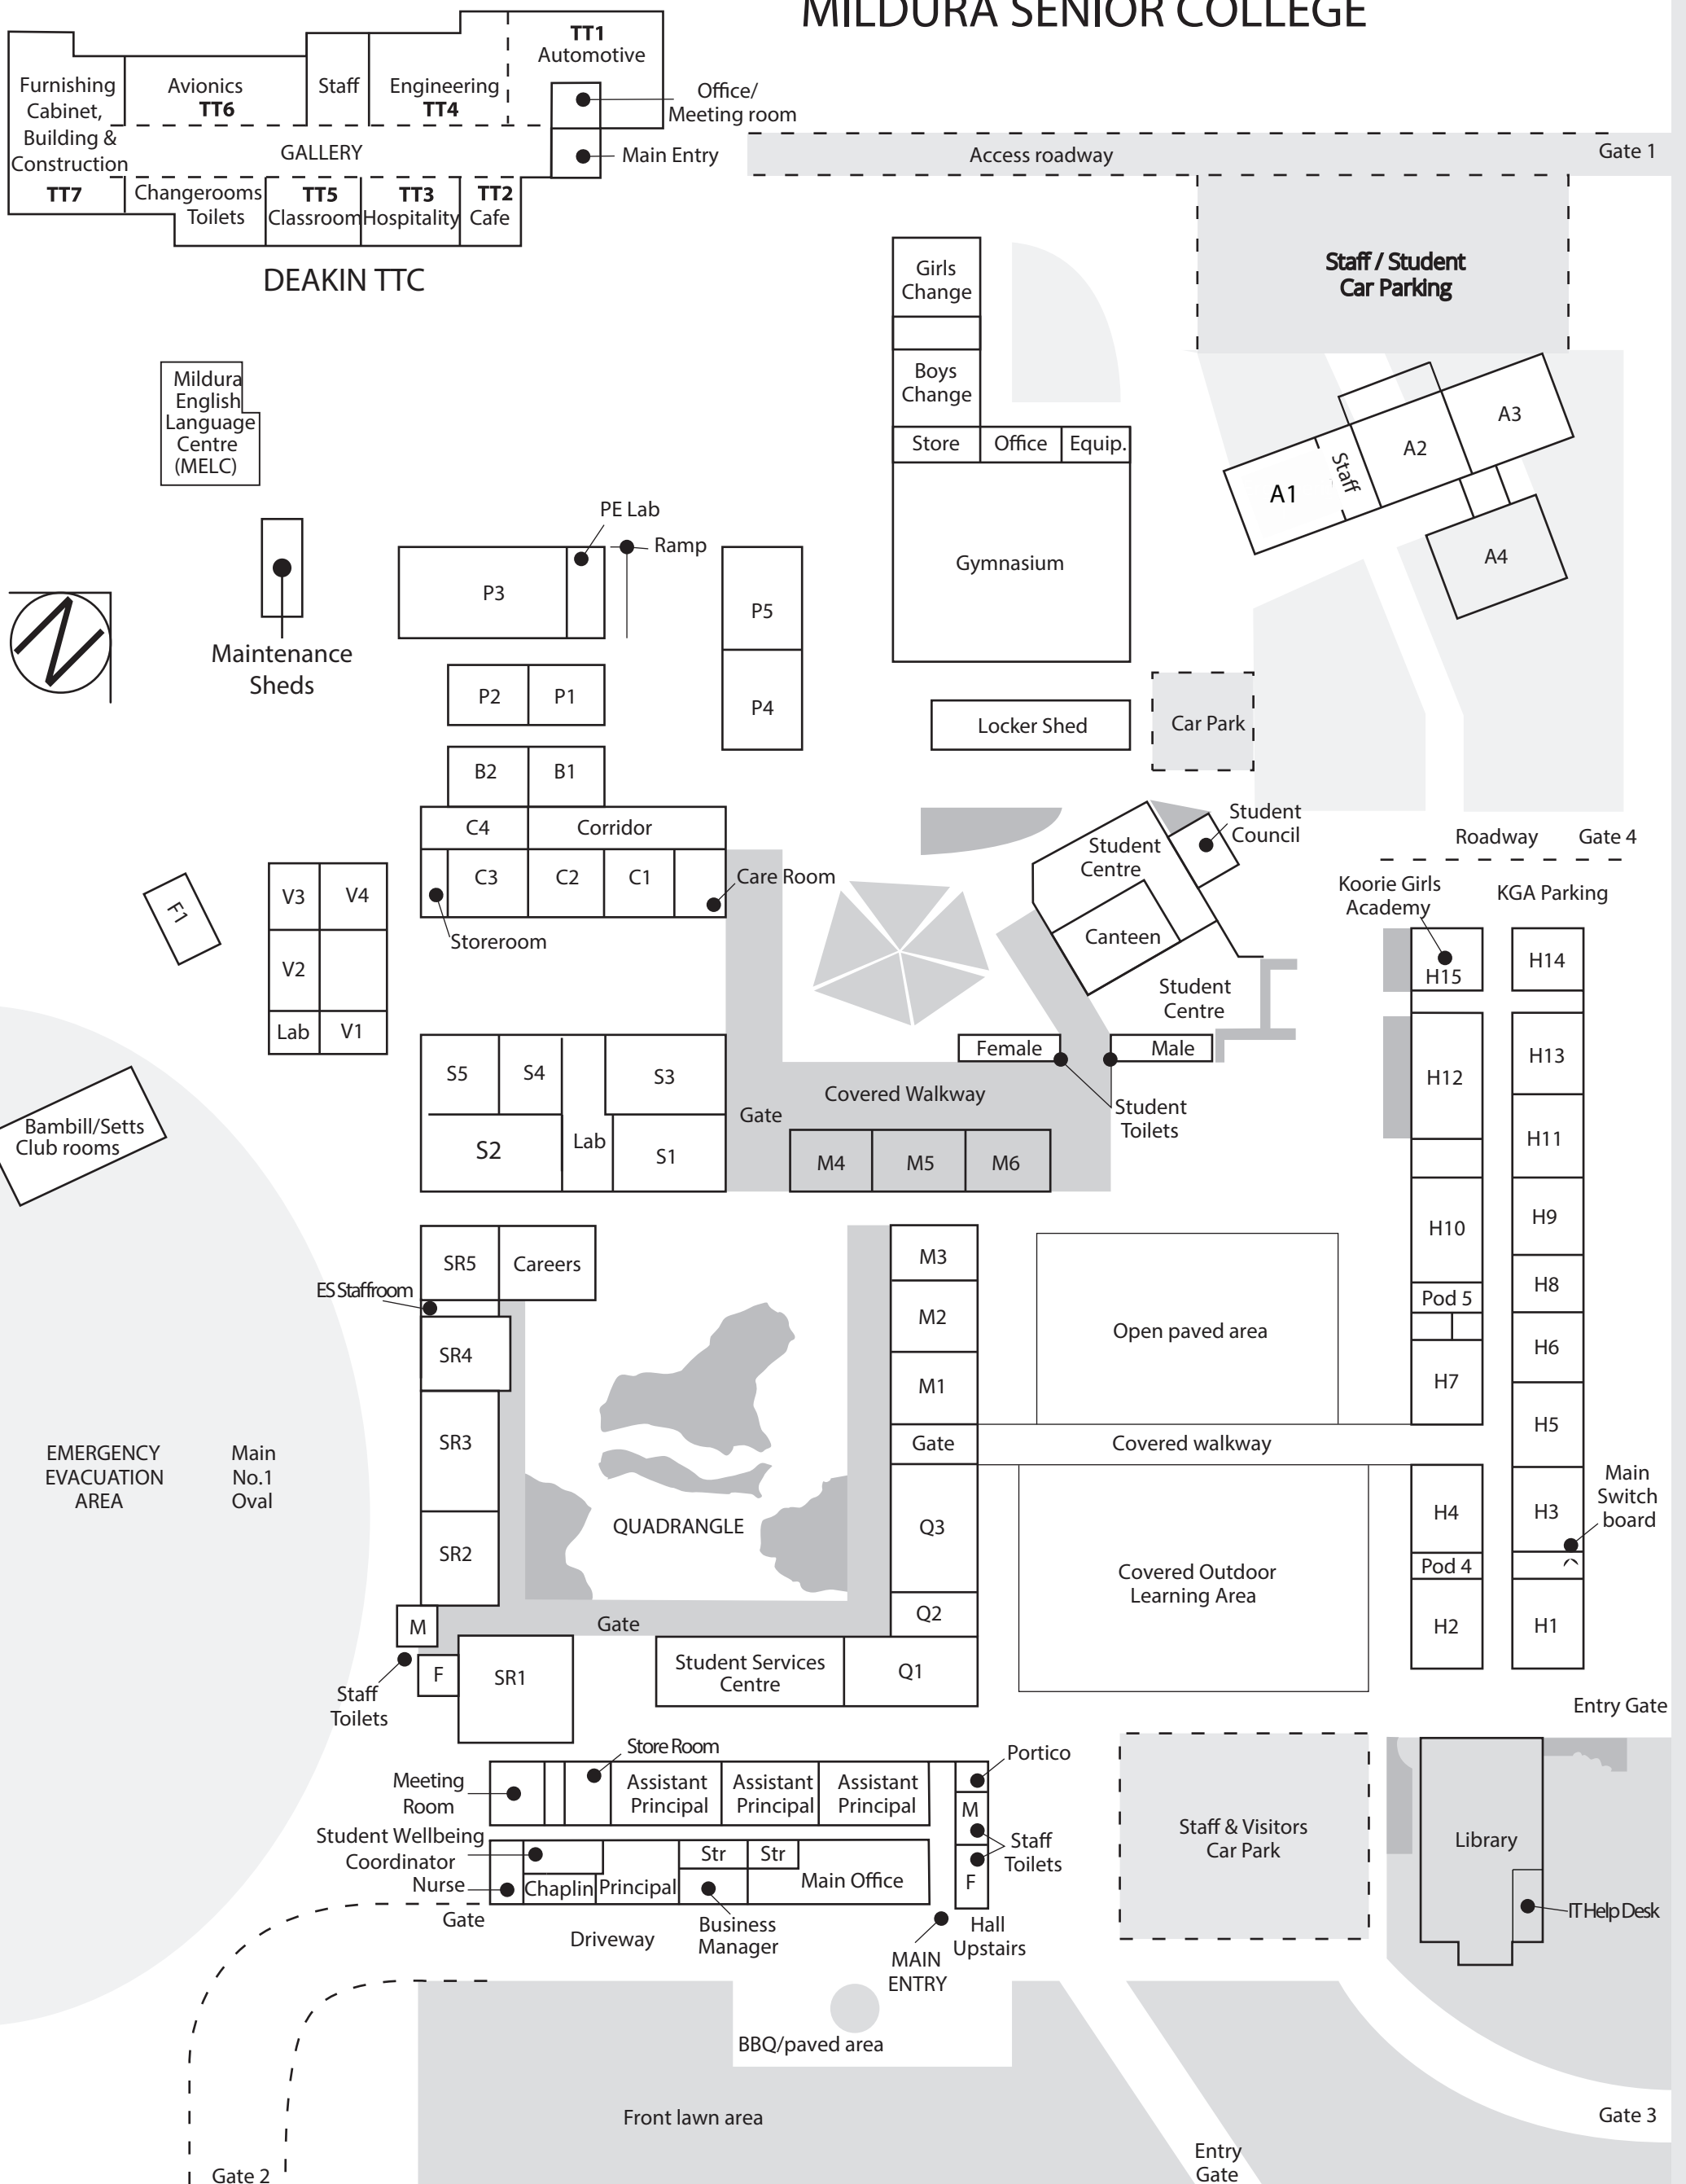 MILDURA SENIOR COLLEGE
TT1
Automotive
Furnishing
Cabinet,
Building &
Construction
TT7
Avionics
TT6
Staff
Engineering
TT4
Office/
Meeting room
GALLERY
Main Entry
Changerooms
Toilets
TT5
Classroom
TT3
Hospitality
TT2
Cafe
DEAKIN TTC
Access roadway
Gate 1
Staff / Student
Car Parking
Girls
Change
Boys
Change
Store
Office
Equip.
Gymnasium
A1
Staff
A2
A3
A4
Mildura
English
Language
Centre
(MELC)
PE Lab
Ramp
P3
P5
P4
Maintenance
Sheds
N
P2
P1
Locker Shed
Car Park
B2
B1
C4
Corridor
C3
C2
C1
Care Room
Storeroom
Student
Centre
Student
Council
Canteen
Student
Centre
Roadway
Gate 4
Koorie Girls
Academy
KGA Parking
H15
H14
F1
V3
V4
V2
Lab
V1
Female
Male
Student
Toilets
H12
H13
H11
Bambill/Setts
Club rooms
S5
S4
S3
S2
Lab
S1
Gate
Covered Walkway
M4
M5
M6
H10
H9
SR5
Careers
ES Staffroom
SR4
SR3
SR2
M3
M2
M1
Gate
Open paved area
Pod 5
H8
H6
H7
H5
Covered walkway
EMERGENCY
EVACUATION
AREA
Main
No.1
Oval
QUADRANGLE
Q3
Q2
Q1
Covered Outdoor
Learning Area
H4
H3
Main
Switch
board
Pod 4
H2
H1
M
F
Staff
Toilets
SR1
Gate
Student Services
Centre
Entry Gate
Store Room
Meeting
Room
Assistant
Principal
Assistant
Principal
Assistant
Principal
Portico
M
Staff
Toilets
F
Student Wellbeing
Coordinator
Nurse
Chaplin
Principal
Str
Str
Main Office
Staff & Visitors
Car Park
Library
IT Help Desk
Gate
Driveway
Business
Manager
MAIN
ENTRY
Hall
Upstairs
BBQ/paved area
Front lawn area
Gate 3
Entry
Gate
Gate 2